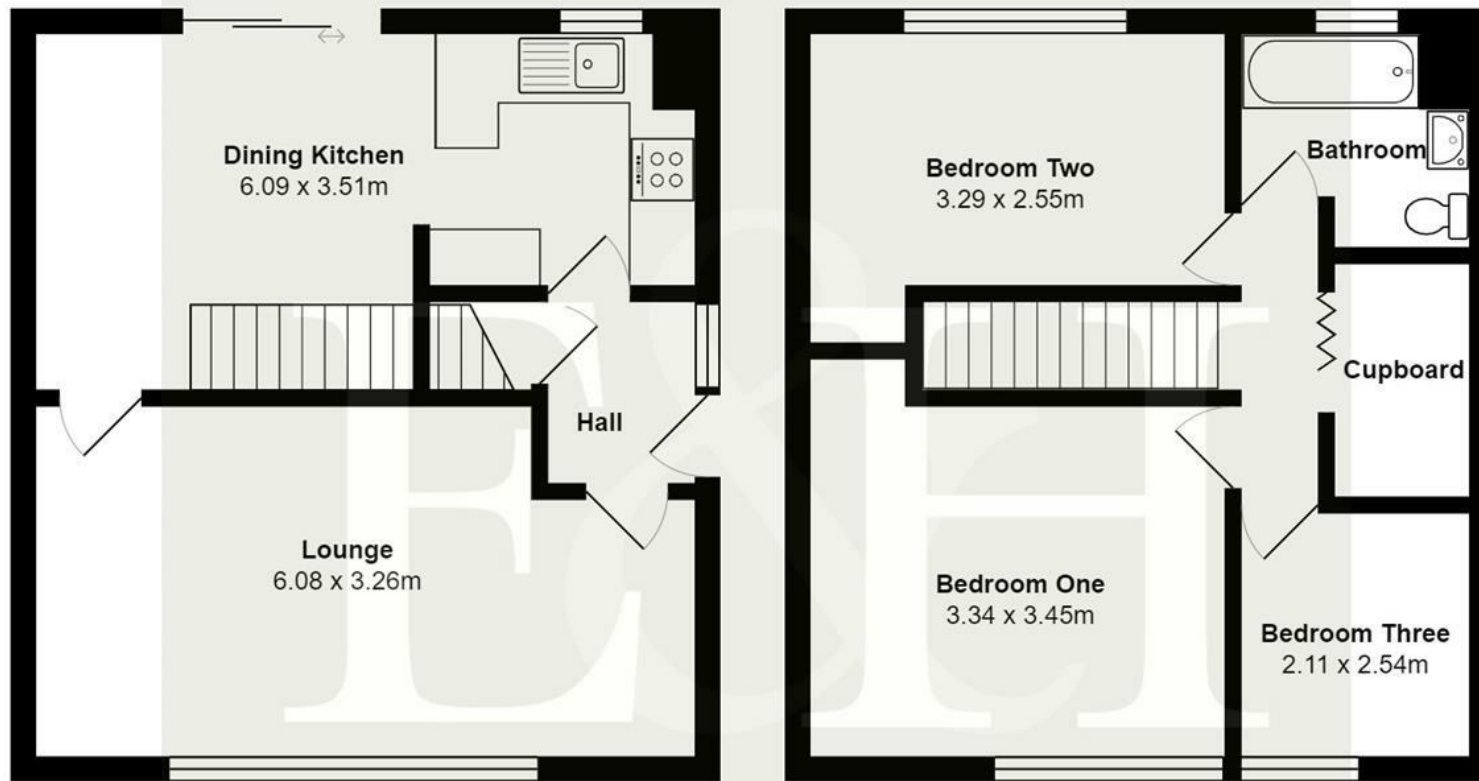 Dining Kitchen
6.09 x 3.51m
Hall
Lounge
6.08 x 3.26m
Bedroom Two
3.29 x 2.55m
Bathroom
Cupboard
Bedroom One
3.34 x 3.45m
Bedroom Three
2.11 x 2.54m
E&H